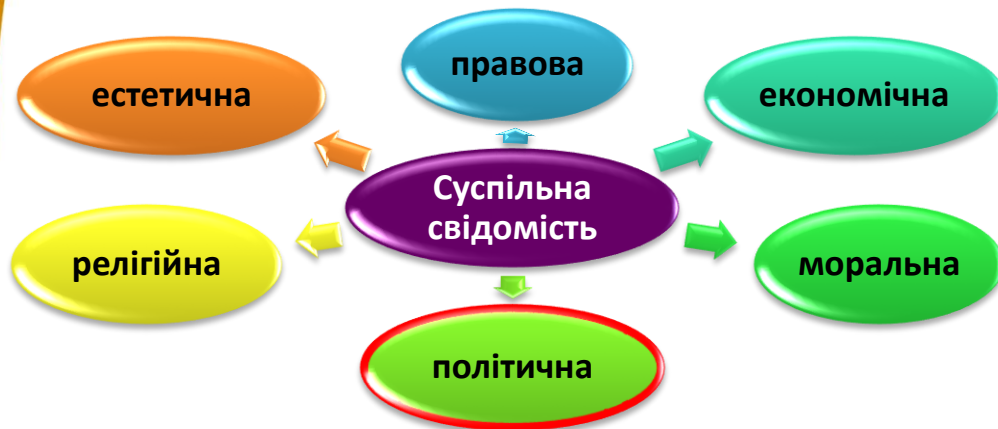 правова
естетична
економічна
Суспільна
свідомість
релігійна
моральна
політична